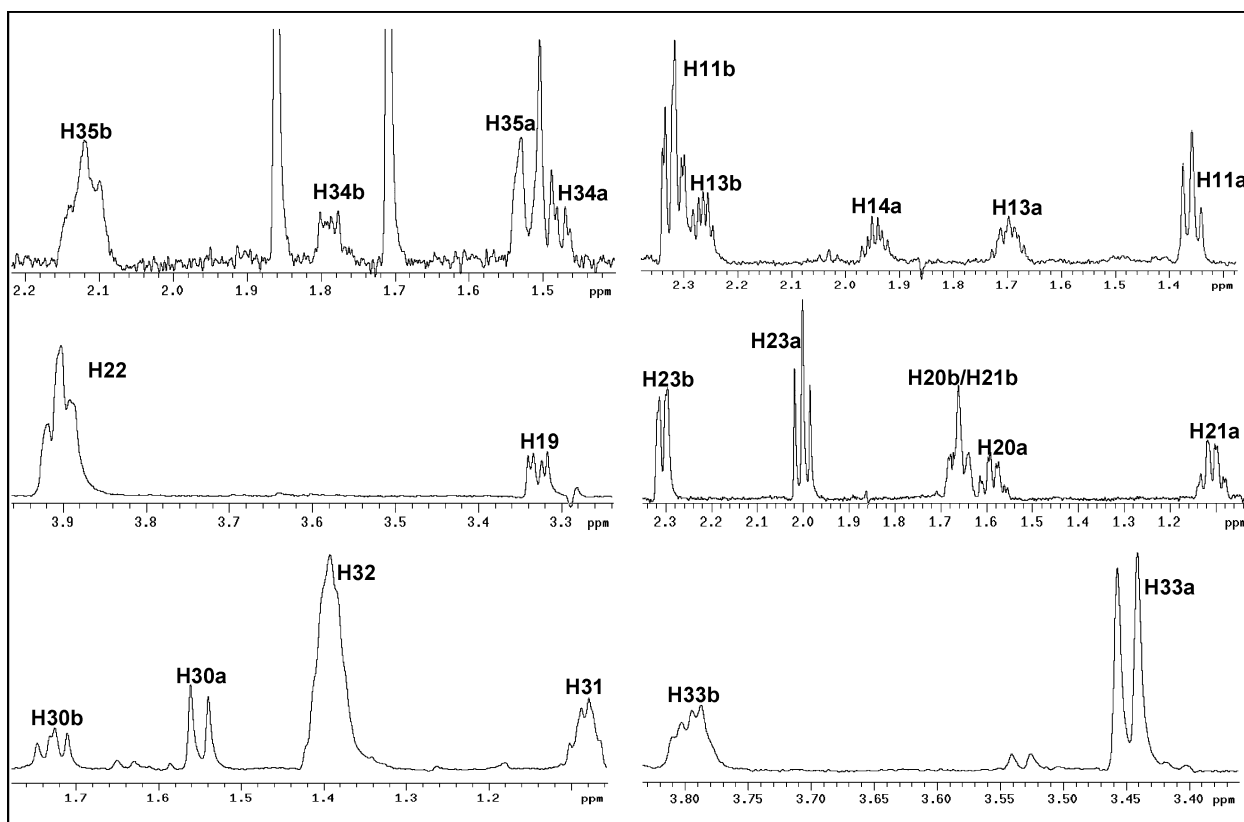 H35b
H34b
H35a
H34a
2.2 2.1 2.0 1.9 1.8 1.7 1.6 1.5 ppm
H11b
H13b
H14a
H13a
H11a
2.3 2.2 2.1 2.0 1.9 1.8 1.7 1.6 1.5 1.4 ppm
H22
H19
3.9 3.8 3.7 3.6 3.5 3.4 3.3 ppm
H23b
H23a
H20b/H21b
H20a
H21a
2.3 2.2 2.1 2.0 1.9 1.8 1.7 1.6 1.5 1.4 1.3 1.2 ppm
H30b
H30a
H32
H31
1.7 1.6 1.5 1.4 1.3 1.2 ppm
H33b
H33a
3.80 3.75 3.70 3.65 3.60 3.55 3.50 3.45 3.40 ppm